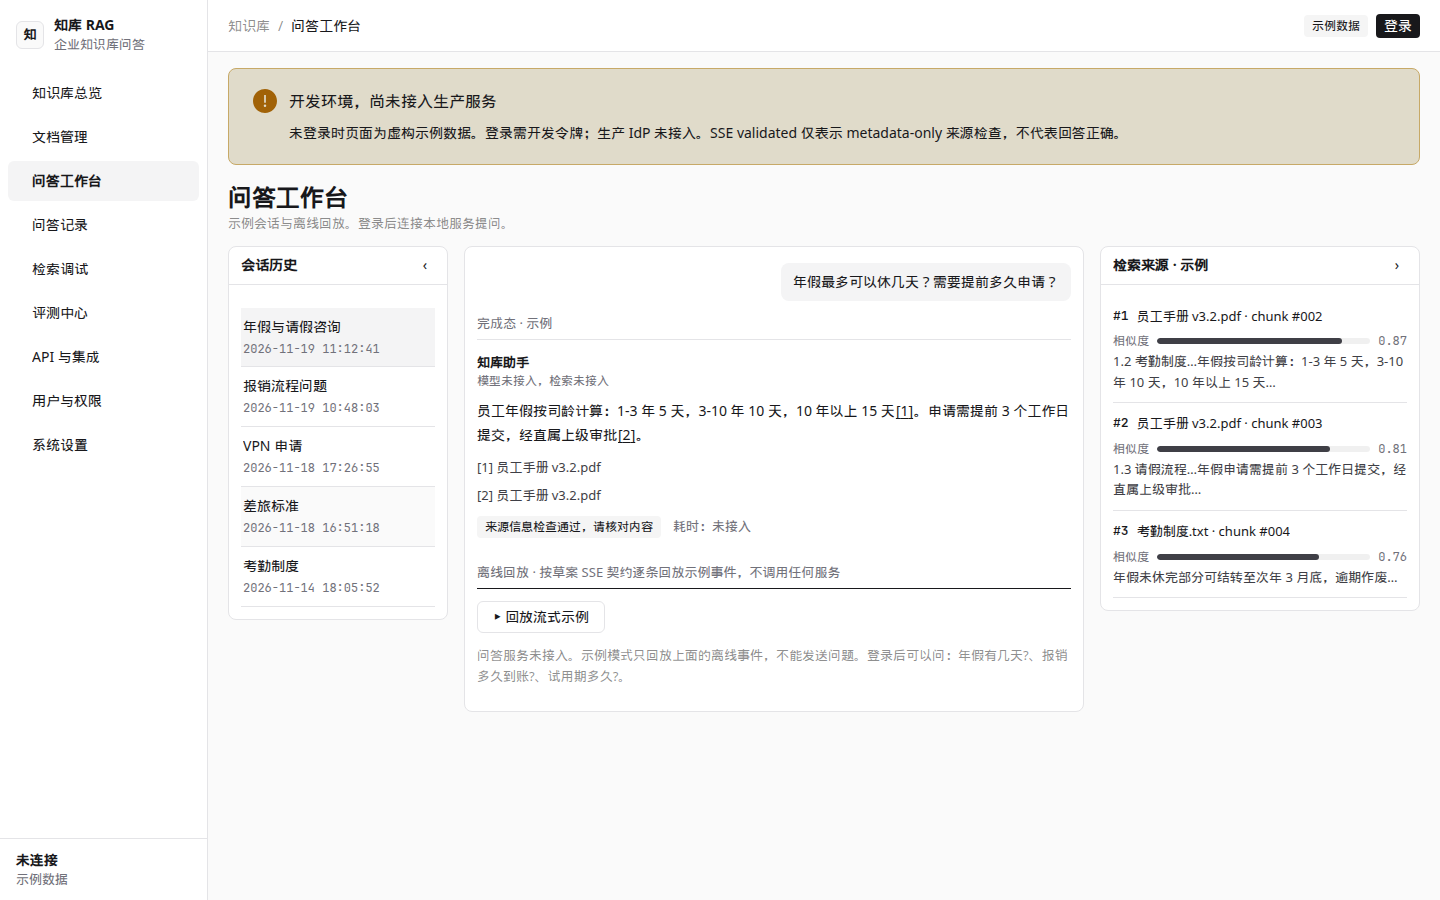 知
知库 RAG
企业知识库问答
知识库总览
文档管理
问答工作台
问答记录
检索调试
评测中心
API 与集成
用户与权限
系统设置
未连接
示例数据
知识库 / 问答工作台
示例数据
登录
!
开发环境，尚未接入生产服务
未登录时页面为虚构示例数据。登录需开发令牌；生产 IdP 未接入。SSE validated 仅表示 metadata-only 来源检查，不代表回答正确。
问答工作台
示例会话与离线回放。登录后连接本地服务提问。
会话历史 ‹
年假与请假咨询
2026-11-19 11:12:41
报销流程问题
2026-11-19 10:48:03
VPN 申请
2026-11-18 17:26:55
差旅标准
2026-11-18 16:51:18
考勤制度
2026-11-14 18:05:52
年假最多可以休几天？需要提前多久申请？
完成态 · 示例
知库助手
模型未接入，检索未接入
员工年假按司龄计算：1-3 年 5 天，3-10 年 10 天，10 年以上 15 天[1]。申请需提前 3 个工作日
提交，经直属上级审批[2]。
[1] 员工手册 v3.2.pdf
[2] 员工手册 v3.2.pdf
来源信息检查通过，请核对内容 耗时：未接入
离线回放 · 按草案 SSE 契约逐条回放示例事件，不调用任何服务
▸ 回放流式示例
问答服务未接入。示例模式只回放上面的离线事件，不能发送问题。登录后可以问：年假有几天?、报销
多久到账?、试用期多久?。
检索来源 · 示例 ›
#1 员工手册 v3.2.pdf · chunk #002
相似度 0.87
1.2 考勤制度…年假按司龄计算：1-3 年 5 天，3-10
年 10 天，10 年以上 15 天…
#2 员工手册 v3.2.pdf · chunk #003
相似度 0.81
1.3 请假流程…年假申请需提前 3 个工作日提交，经
直属上级审批…
#3 考勤制度.txt · chunk #004
相似度 0.76
年假未休完部分可结转至次年 3 月底，逾期作废…